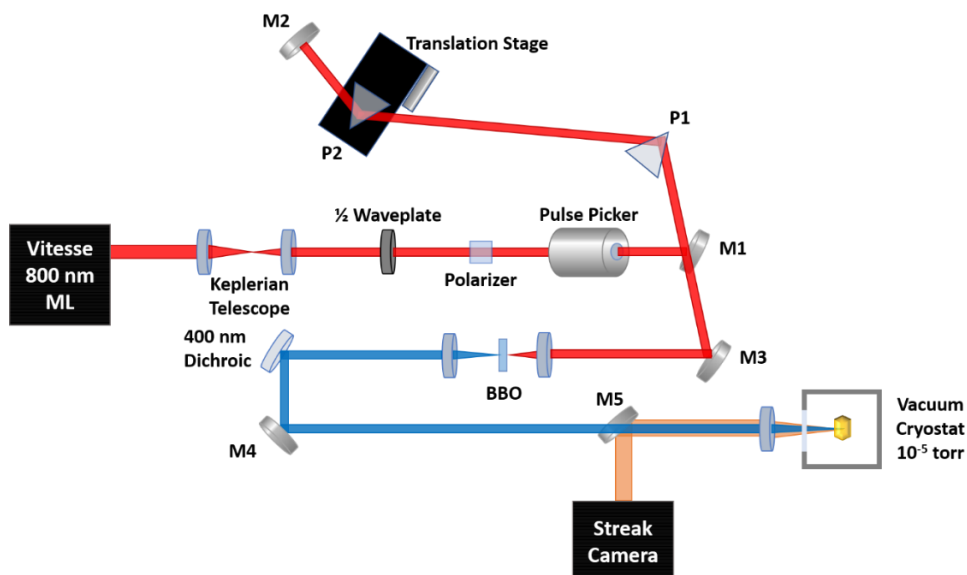 M2
Translation Stage
P1
P2
½ Waveplate
Pulse Picker
Vitesse
800 nm
ML
M1
Keplerian
Telescope
Polarizer
400 nm
Dichroic
M3
BBO
M5
M4
Vacuum
Cryostat
10⁻⁵ torr
Streak
Camera